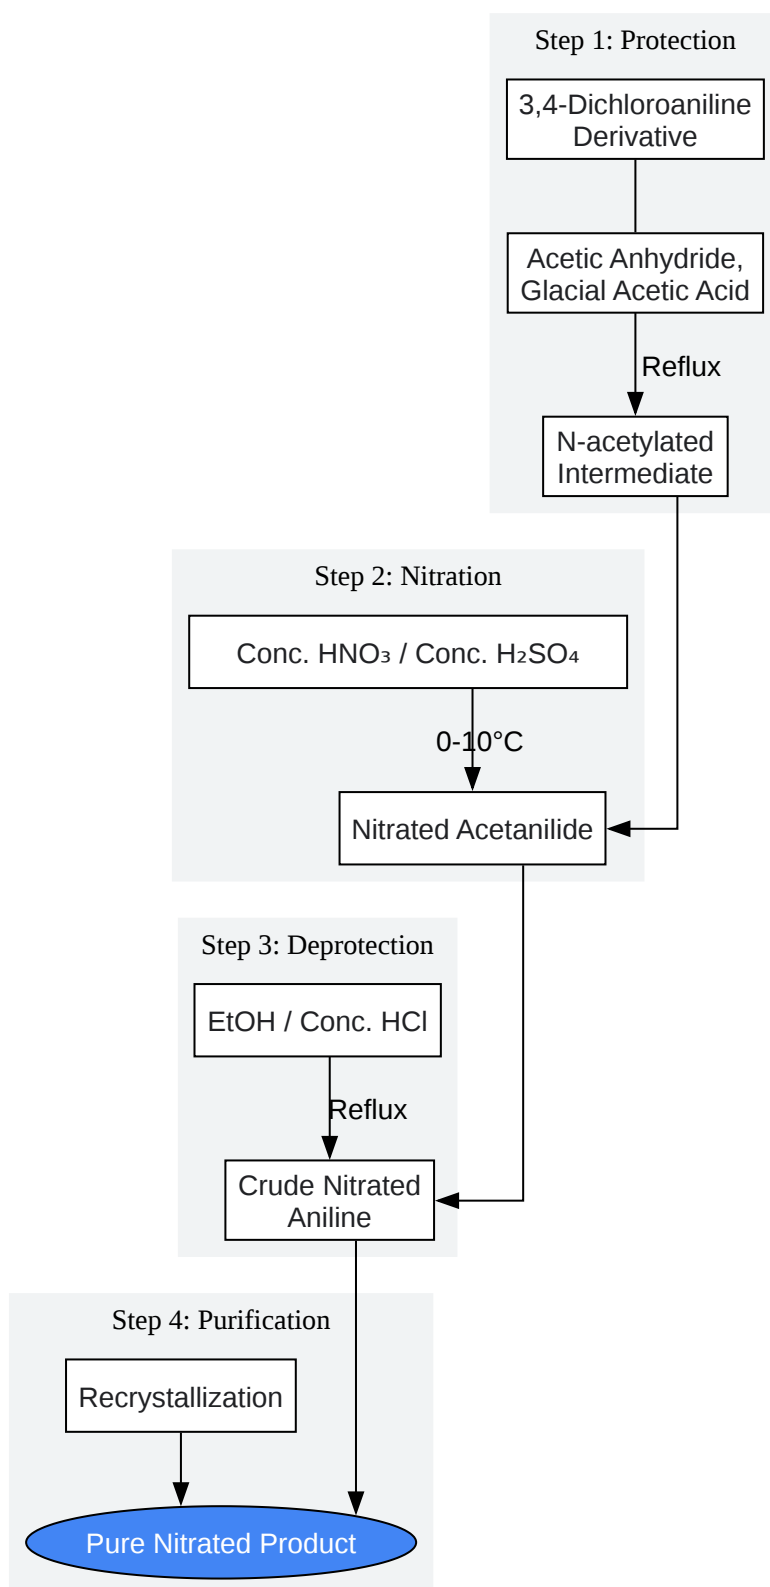 Step 1: Protection
3,4-Dichloroaniline
Derivative
Acetic Anhydride,
Glacial Acetic Acid
Reflux
N-acetylated
Intermediate
Step 2: Nitration
Conc. HNO₃ / Conc. H₂SO₄
0-10°C
Nitrated Acetanilide
Step 3: Deprotection
EtOH / Conc. HCl
Reflux
Crude Nitrated
Aniline
Step 4: Purification
Recrystallization
Pure Nitrated Product